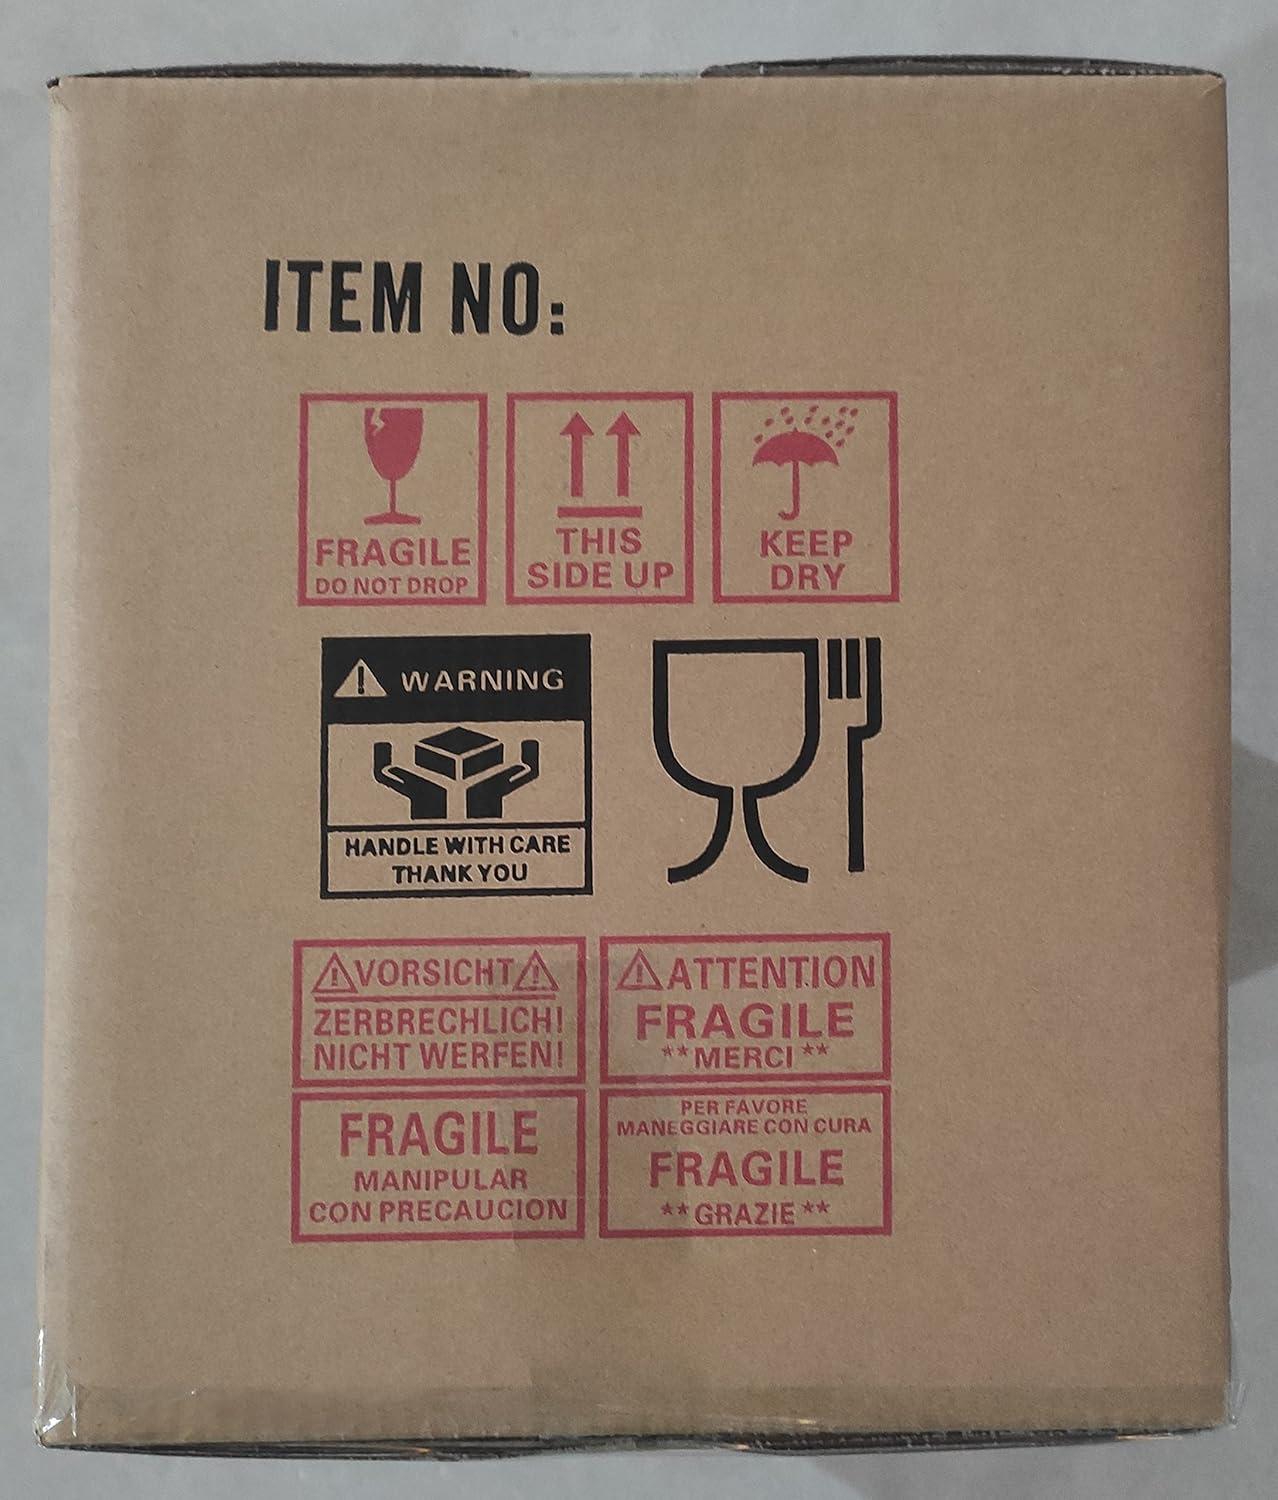 ITEM NO:
FRAGILE
DO NOT DROP
THIS
SIDE UP
KEEP
DRY
WARNING
HANDLE WITH CARE
THANK YOU
VORSICHT
ZERBRECHLICH!
NICHT WERFEN!
ATTENTION
FRAGILE
**MERCI**
FRAGILE
MANIPULAR
CON PRECAUCION
PER FAVORE
MANEGGIARE CON CURA
FRAGILE
**GRAZIE**